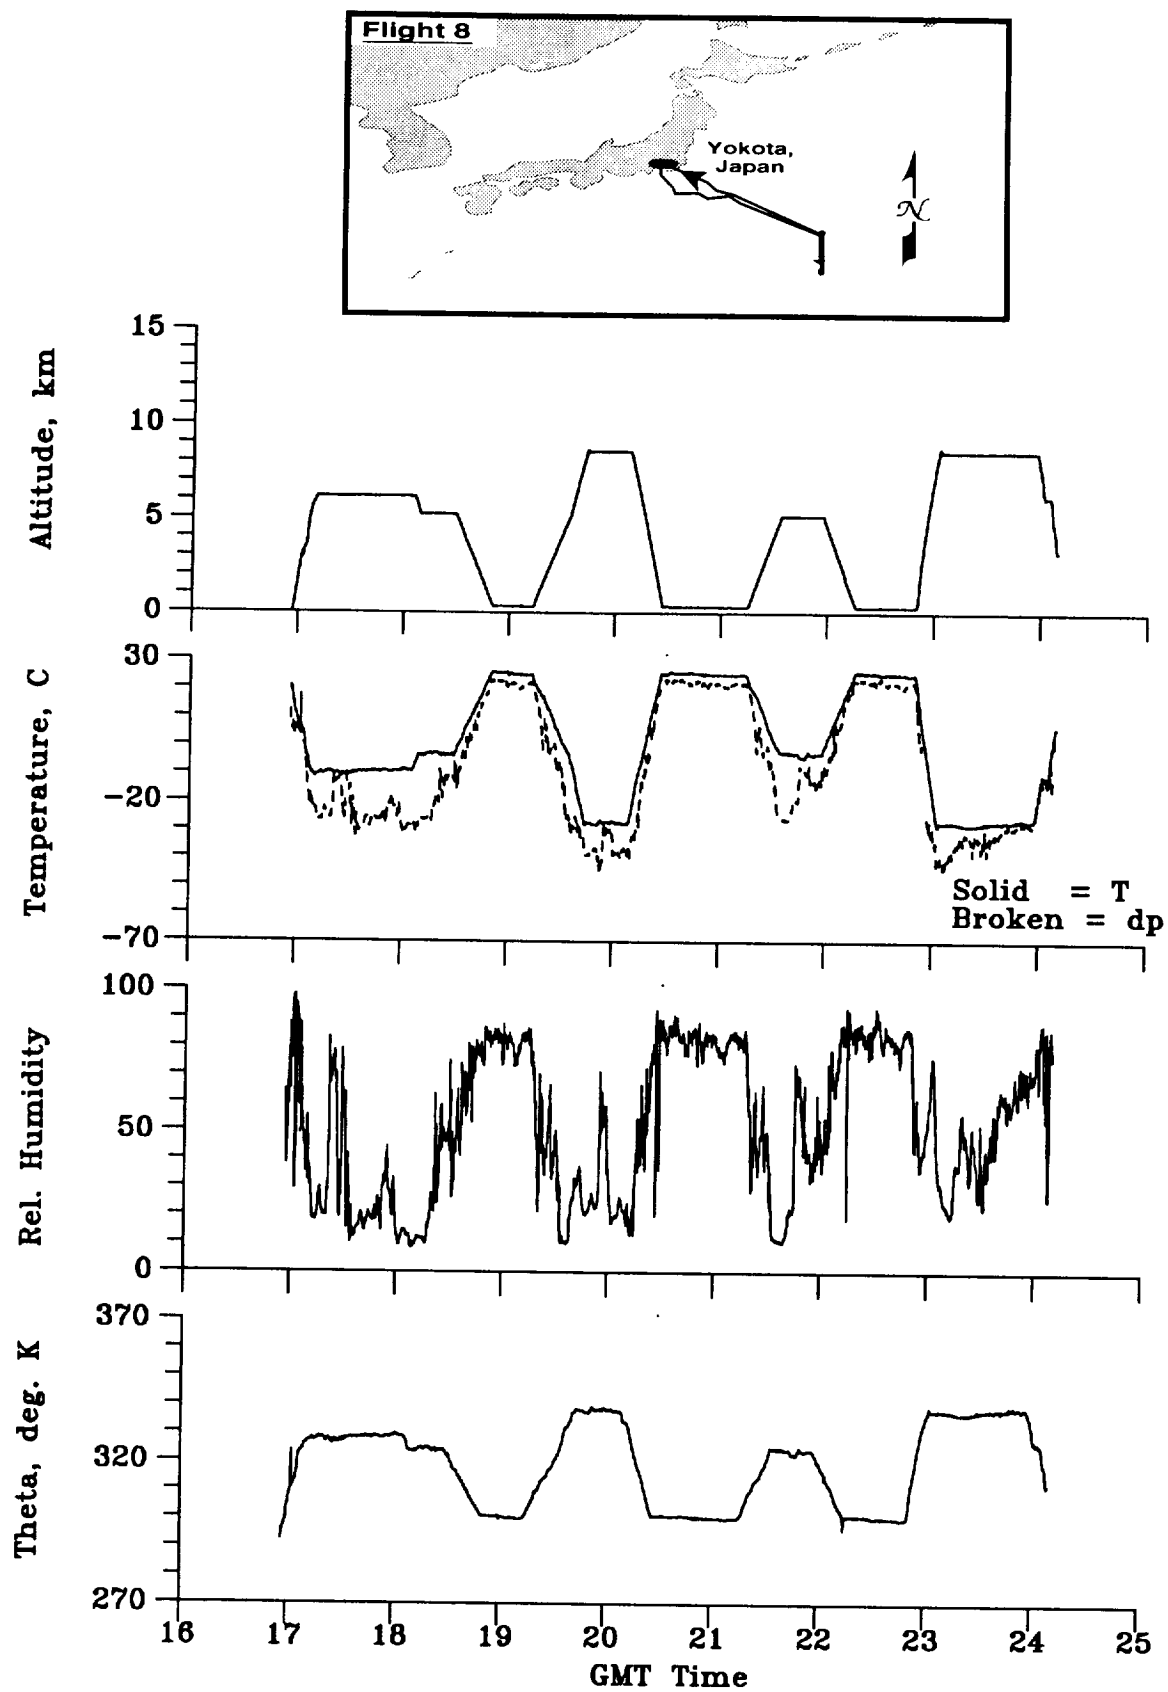 Flight 8
Yokota,
Japan
N
15
10
5
0
Altitude, km
30
-20
-70
Temperature, C
Solid = T
Broken = dp
100
50
0
Rel. Humidity
370
320
270
Theta, deg. K
16 17 18 19 20 21 22 23 24 25
GMT Time